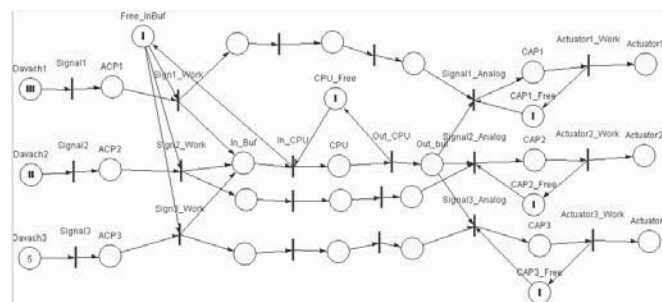 Free_InBuf
Davach1
Signal1
ACP1
Sign1_Work
CPU_Free
Signal1_Analog
CAP1
Actuator1_Work
Actuator1
CAP1_Free
Davach2
Signal2
ACP2
Sign2_Work
In_Buf
In_CPU
CPU
Out_CPU
Out_buf
Signal2_Analog
CAP2
Actuator2_Work
Actuator2
CAP2_Free
Davach3
5
Signal3
ACP3
Sign3_Work
Signal3_Analog
CAP3
Actuator3_Work
Actuator
CAP3_Free